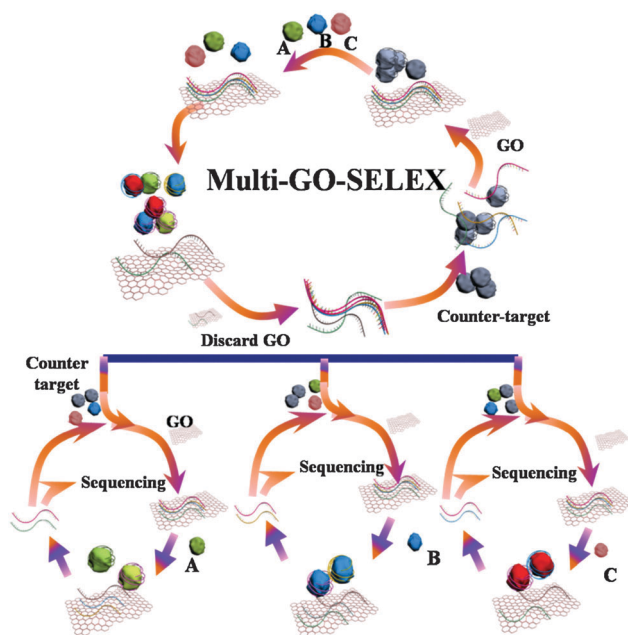 A
B
C
GO
Multi-GO-SELEX
Counter-target
Discard GO
Counter
target
GO
Sequencing
Sequencing
Sequencing
A
B
C